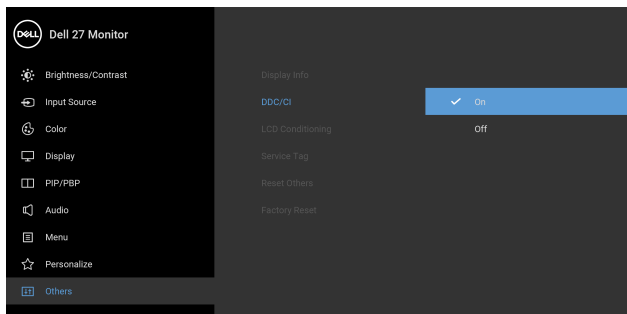 DELL Dell 27 Monitor
Brightness/Contrast
Input Source
Color
Display
PIP/PBP
Audio
Menu
Personalize
Others
Display Info
DDC/CI
LCD Conditioning
Service Tag
Reset Others
Factory Reset
On
Off